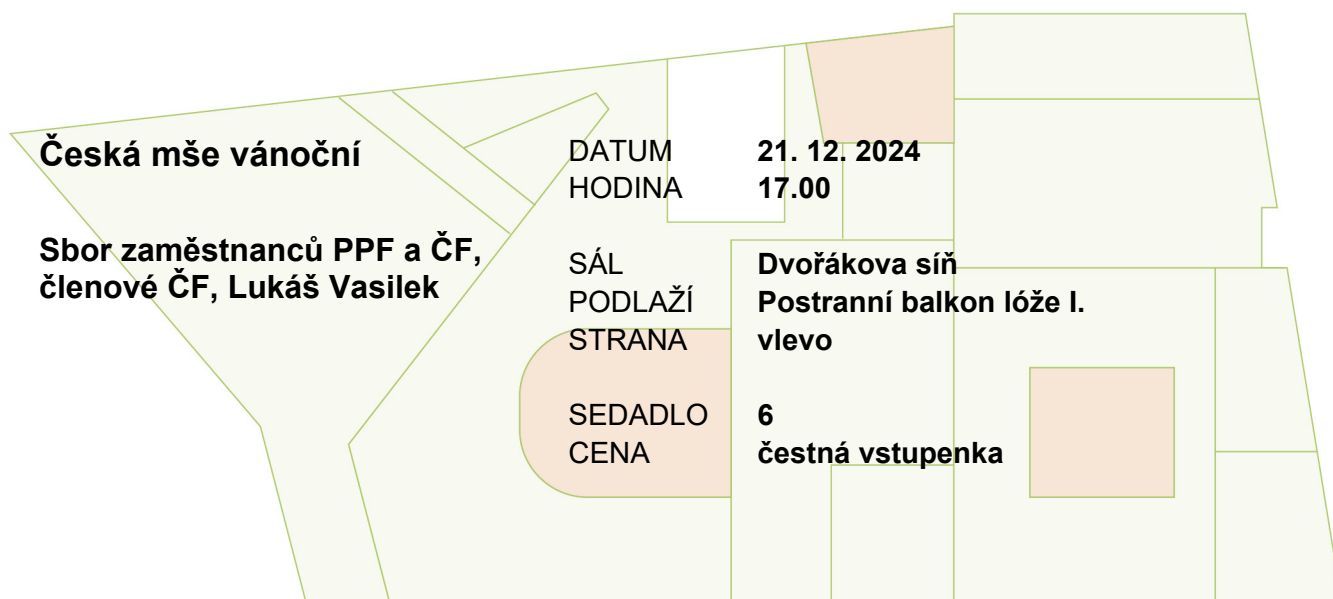 Česká mše vánoční
Sbor zaměstnanců PPF a ČF,
členové ČF, Lukáš Vasilek
DATUM 21. 12. 2024
HODINA 17.00
SÁL Dvořákova síň
PODLAŽÍ Postranní balkon lóže I.
STRANA vlevo
SEDADLO 6
CENA čestná vstupenka